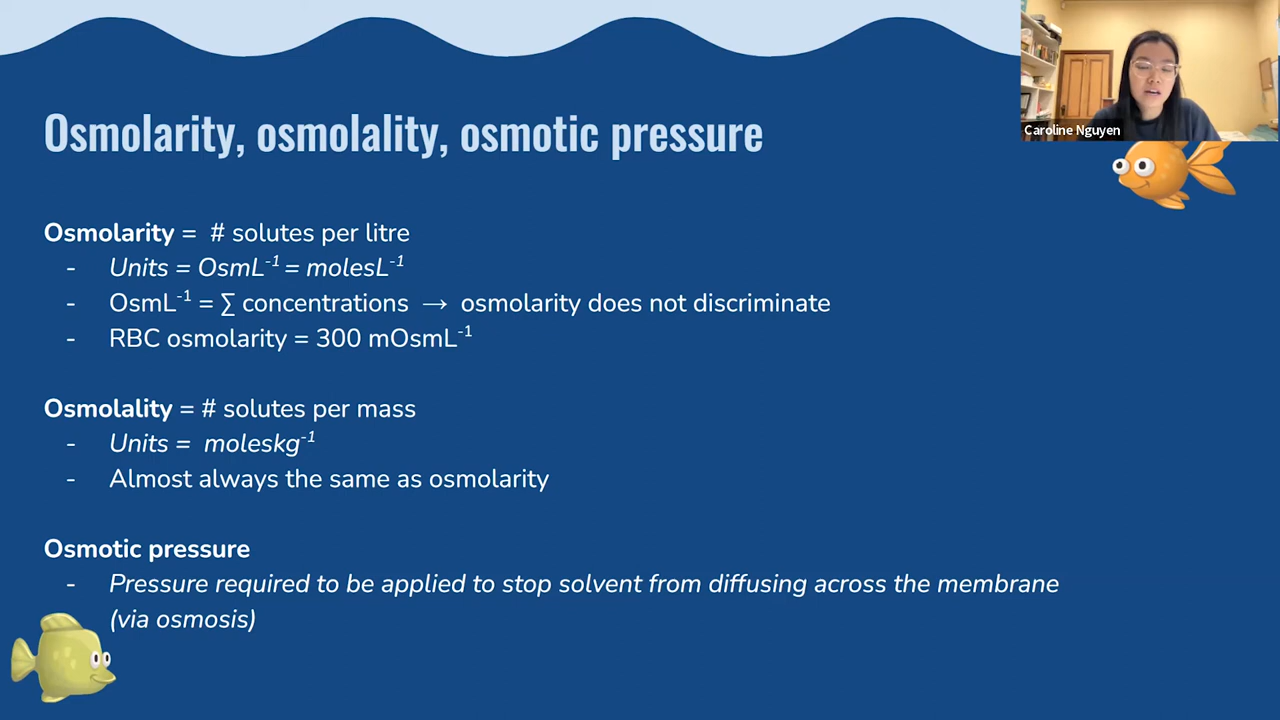 Caroline Nguyen
Osmolarity, osmolality, osmotic pressure
Osmolarity = # solutes per litre
- Units = OsmL⁻¹ = molesL⁻¹
- OsmL⁻¹ = ∑ concentrations → osmolarity does not discriminate
- RBC osmolarity = 300 mOsmL⁻¹
Osmolality = # solutes per mass
- Units = moleskg⁻¹
- Almost always the same as osmolarity
Osmotic pressure
- Pressure required to be applied to stop solvent from diffusing across the membrane
(via osmosis)